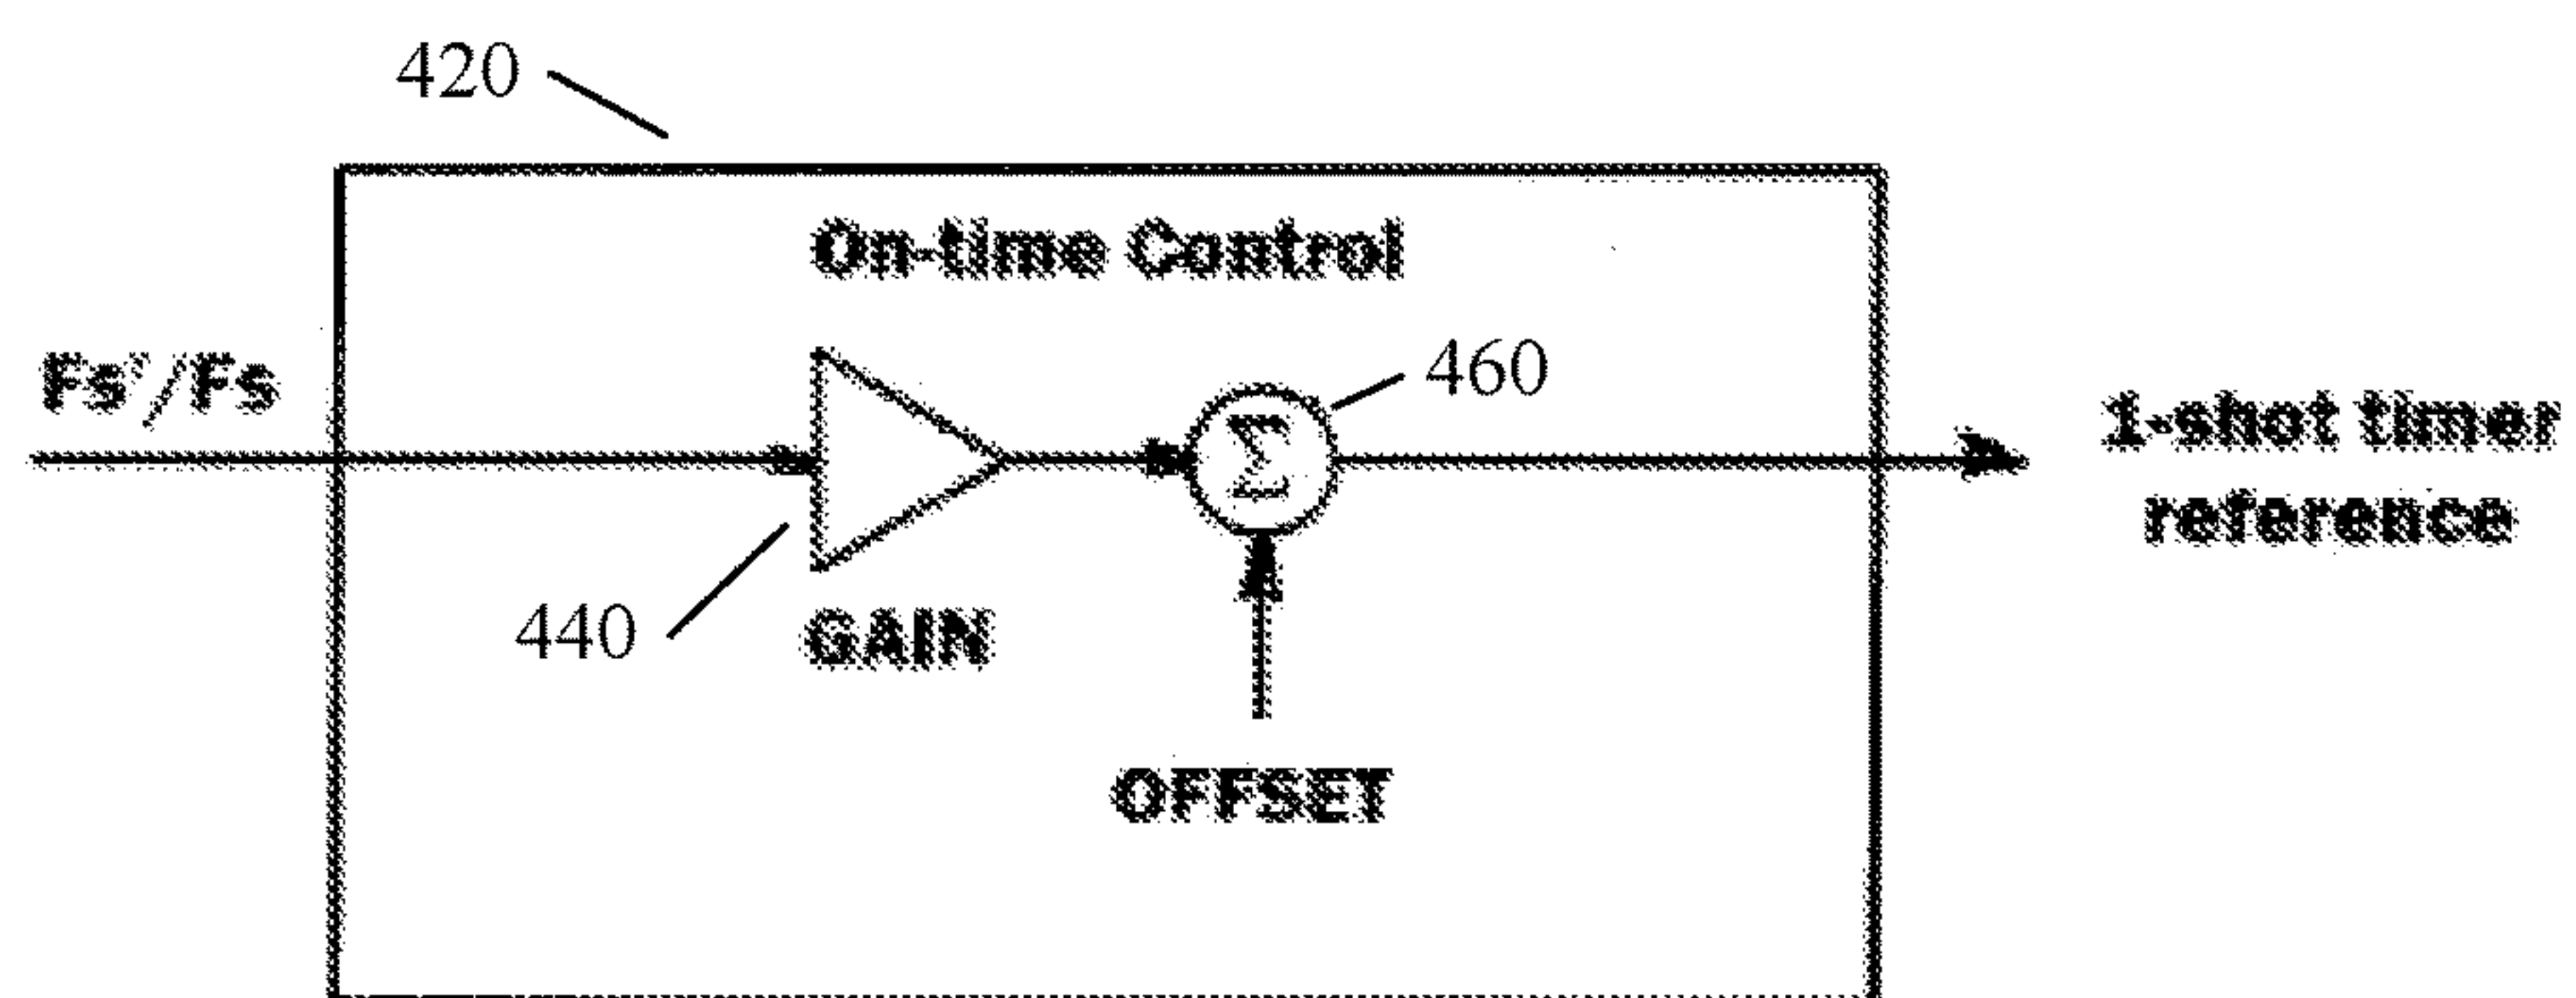 420
On-time Control
Fs'/Fs
460
1-shot timer
reference
440
GAIN
Σ
OFFSET